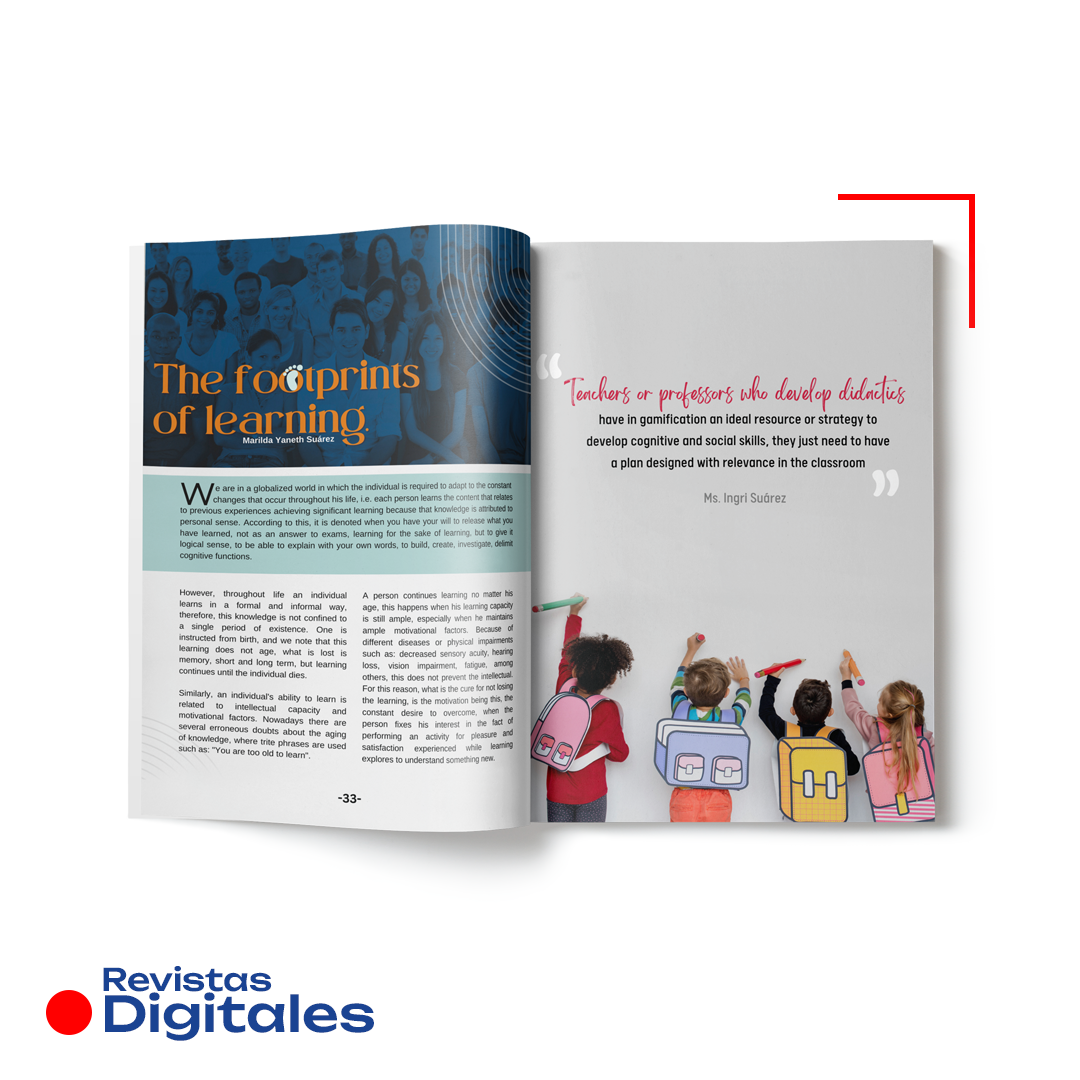 The footprints
of learning.
Marilda Yaneth Suárez
We are in a globalized world in which the individual is required to adapt to the constant
changes that occur throughout his life, i.e. each person learns the content that relates
to previous experiences achieving significant learning because that knowledge is attributed to
personal sense. According to this, it is denoted when you have your will to release what you
have learned, not as an answer to exams, learning for the sake of learning, but to give it
logical sense, to be able to explain with your own words, to build, create, investigate, delimit
cognitive functions.
However, throughout life an individual
learns in a formal and informal way,
therefore, this knowledge is not confined to
a single period of existence. One is
instructed from birth, and we note that this
learning does not age, what is lost is
memory, short and long term, but learning
continues until the individual dies.
Similarly, an individual's ability to learn is
related to intellectual capacity and
motivational factors. Nowadays there are
several erroneous doubts about the aging
of knowledge, where trite phrases are used
such as: "You are too old to learn".
A person continues learning no matter his
age, this happens when his learning capacity
is still ample, especially when he maintains
ample motivational factors. Because of
different diseases or physical impairments
such as: decreased sensory acuity, hearing
loss, vision impairment, fatigue, among
others, this does not prevent the intellectual.
For this reason, what is the cure for not losing
the learning, is the motivation being this, the
constant desire to overcome, when the
person fixes his interest in the fact of
performing an activity for pleasure and
satisfaction experienced while learning
explores to understand something new.
-33-
“
Teachers or professors who develop didactics
have in gamification an ideal resource or strategy to
develop cognitive and social skills, they just need to have
a plan designed with relevance in the classroom
”
Ms. Ingri Suárez
Revistas
Digitales